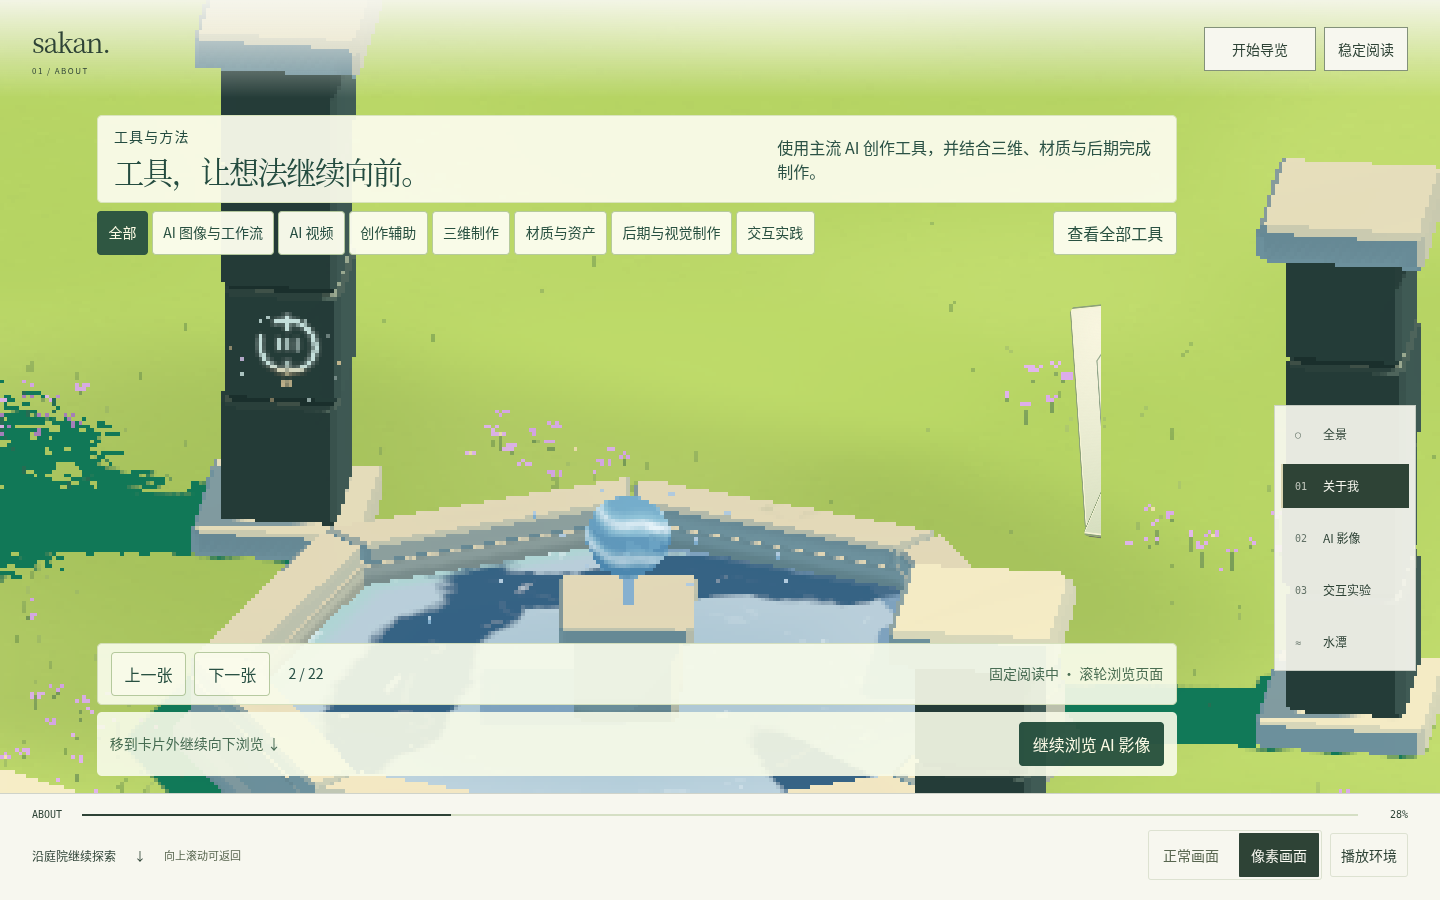 sakan.
01 / ABOUT
开始导览
稳定阅读
工具与方法
工具，让想法继续向前。
使用主流 AI 创作工具，并结合三维、材质与后期完成
制作。
全部
AI 图像与工作流
AI 视频
创作辅助
三维制作
材质与资产
后期与视觉制作
交互实践
查看全部工具
○ 全景
01 关于我
02 AI 影像
03 交互实验
≈ 水潭
上一张
下一张
2 / 22
固定阅读中 · 滚轮浏览页面
移到卡片外继续向下浏览 ↓
继续浏览 AI 影像
ABOUT
28%
沿庭院继续探索 ↓ 向上滚动可返回
正常画面
像素画面
播放环境